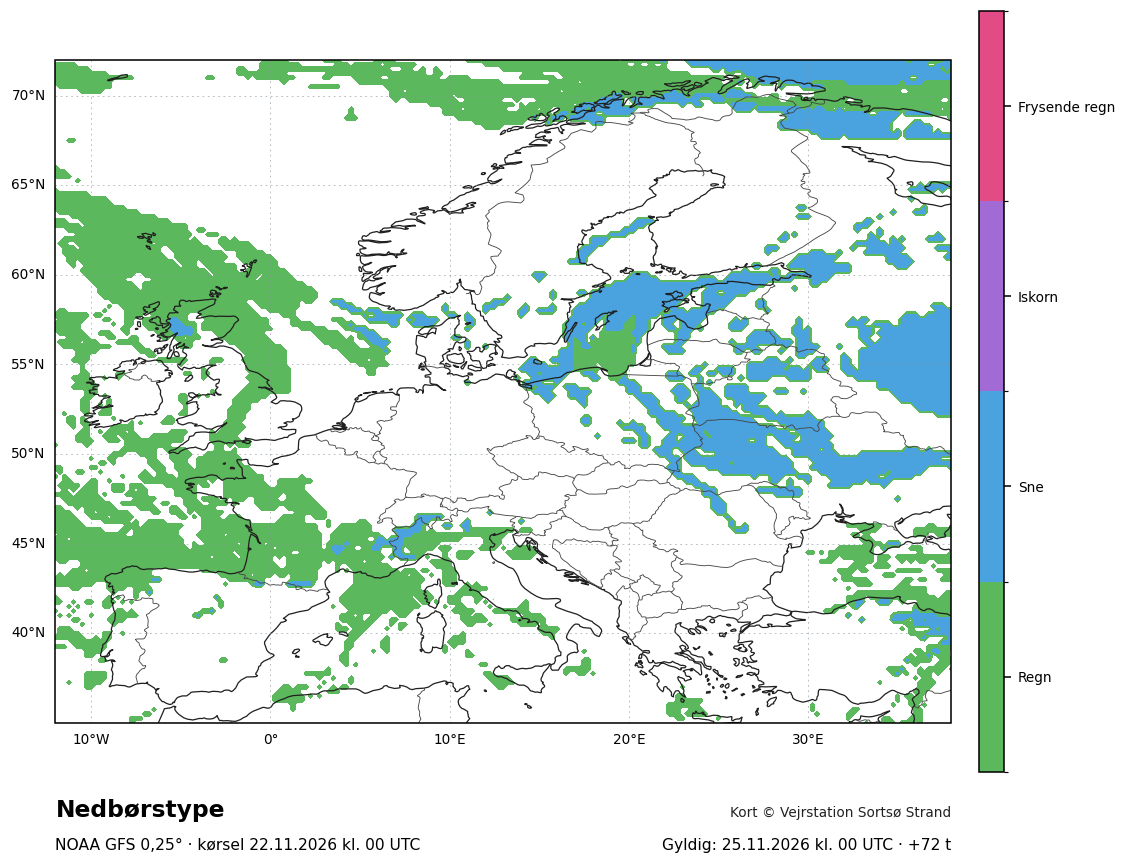 70°N
65°N
60°N
55°N
50°N
45°N
40°N
10°W
0°
10°E
20°E
30°E
Frysende regn
Iskorn
Sne
Regn
Nedbørstype
Kort © Vejrstation Sortsø Strand
NOAA GFS 0,25° · kørsel 22.11.2026 kl. 00 UTC
Gyldig: 25.11.2026 kl. 00 UTC · +72 t